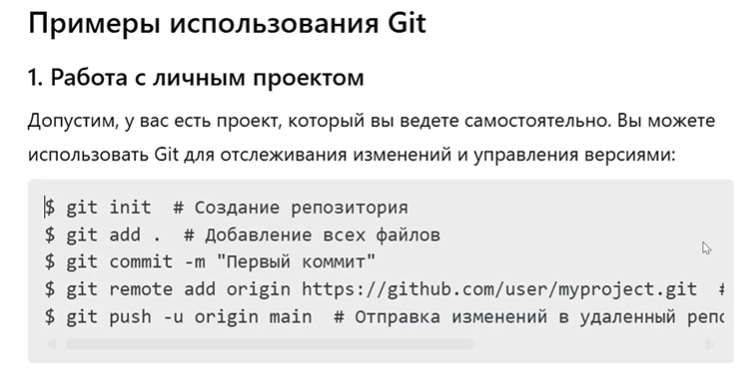 Примеры использования Git
1. Работа с личным проектом
Допустим, у вас есть проект, который вы ведете самостоятельно. Вы можете
использовать Git для отслеживания изменений и управления версиями:
$ git init  # Создание репозитория
$ git add .  # Добавление всех файлов
$ git commit -m "Первый коммит"
$ git remote add origin https://github.com/user/myproject.git  #
$ git push -u origin main  # Отправка изменений в удаленный